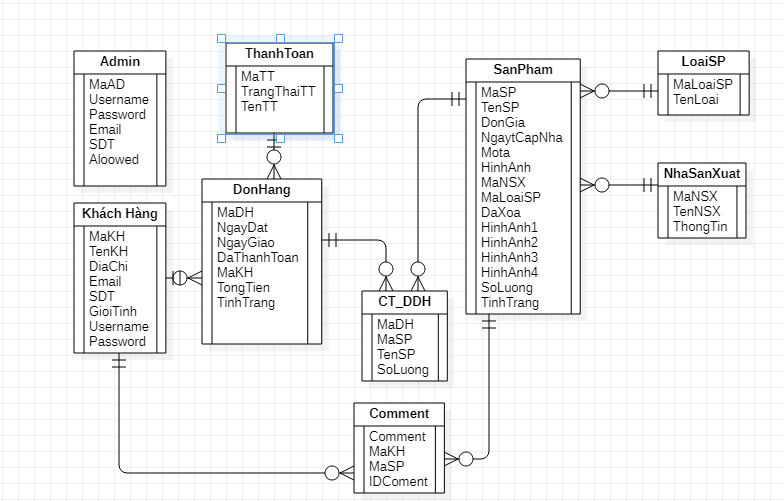 Admin
MaAD
Username
Password
Email
SDT
Aloowed
ThanhToan
MaTT
TrangThaiTT
TenTT
SanPham
MaSP
TenSP
DonGia
NgaytCapNha
Mota
HinhAnh
MaNSX
MaLoaiSP
DaXoa
HinhAnh1
HinhAnh2
HinhAnh3
HinhAnh4
SoLuong
TinhTrang
LoaiSP
MaLoaiSP
TenLoai
NhaSanXuat
MaNSX
TenNSX
ThongTin
Khách Hàng
MaKH
TenKH
DiaChi
Email
SDT
GioiTinh
Username
Password
DonHang
MaDH
NgayDat
NgayGiao
DaThanhToan
MaKH
TongTien
TinhTrang
CT_DDH
MaDH
MaSP
TenSP
SoLuong
Comment
Comment
MaKH
MaSP
IDComent